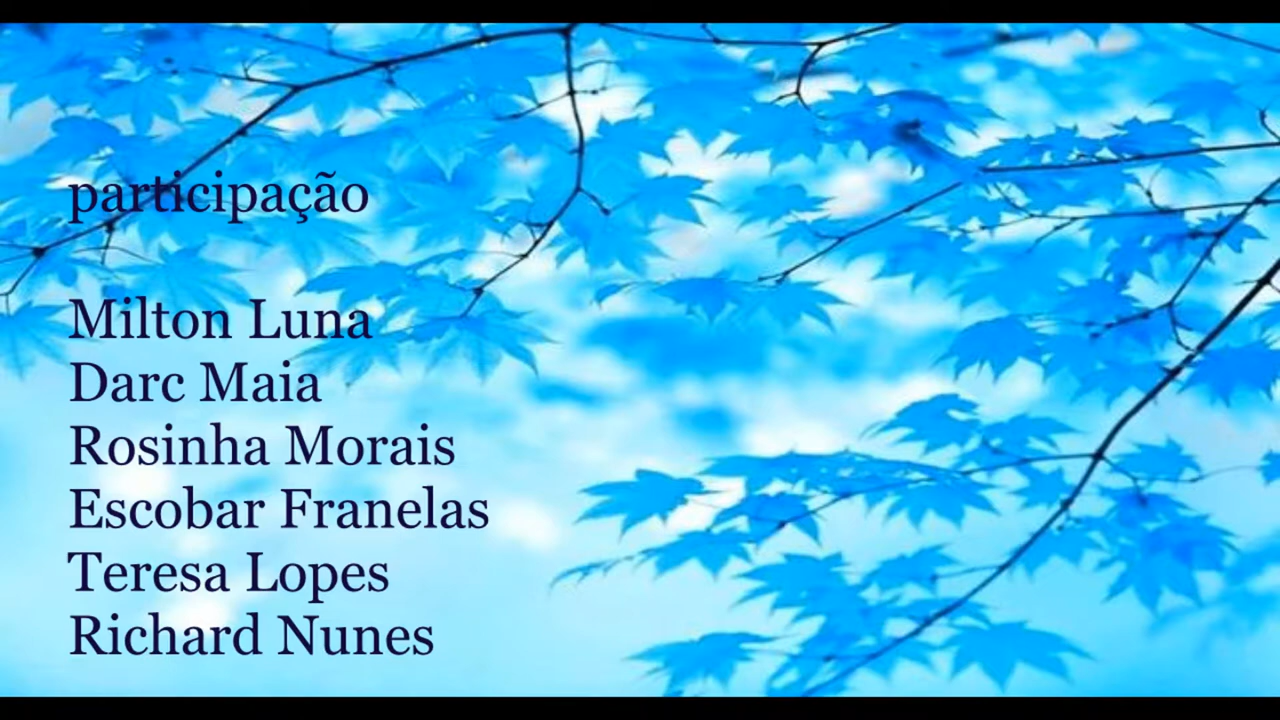 participação
Milton Luna
Darc Maia
Rosinha Morais
Escobar Franelas
Teresa Lopes
Richard Nunes